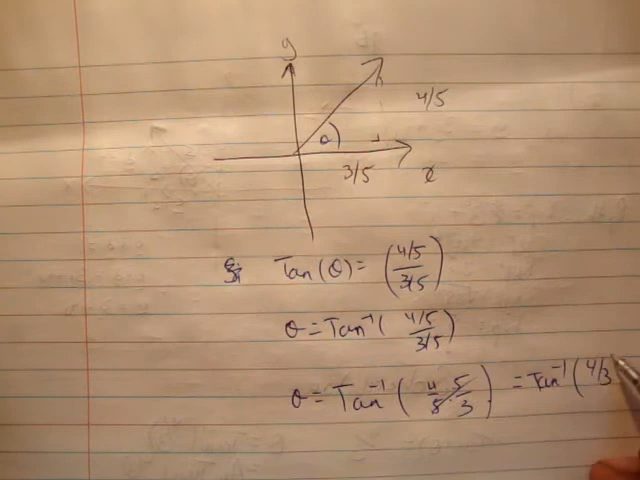 y
4/5
θ
3/5
x
Tan(θ) = (4/5 / 3/5)
θ = Tan⁻¹( 4/5 / 3/5 )
θ = Tan⁻¹( 4/5 · 5/3 ) = Tan⁻¹( 4/3